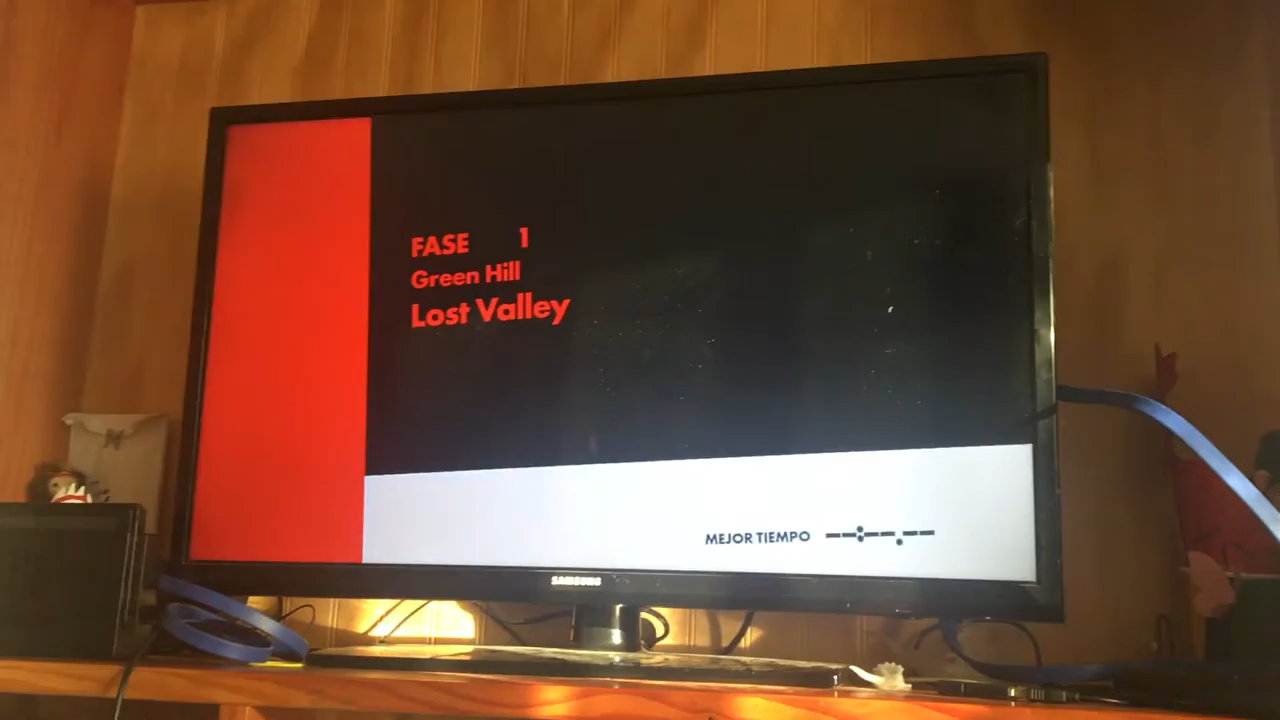 FASE 1
Green Hill
Lost Valley
MEJOR TIEMPO --:--.--
SAMSUNG